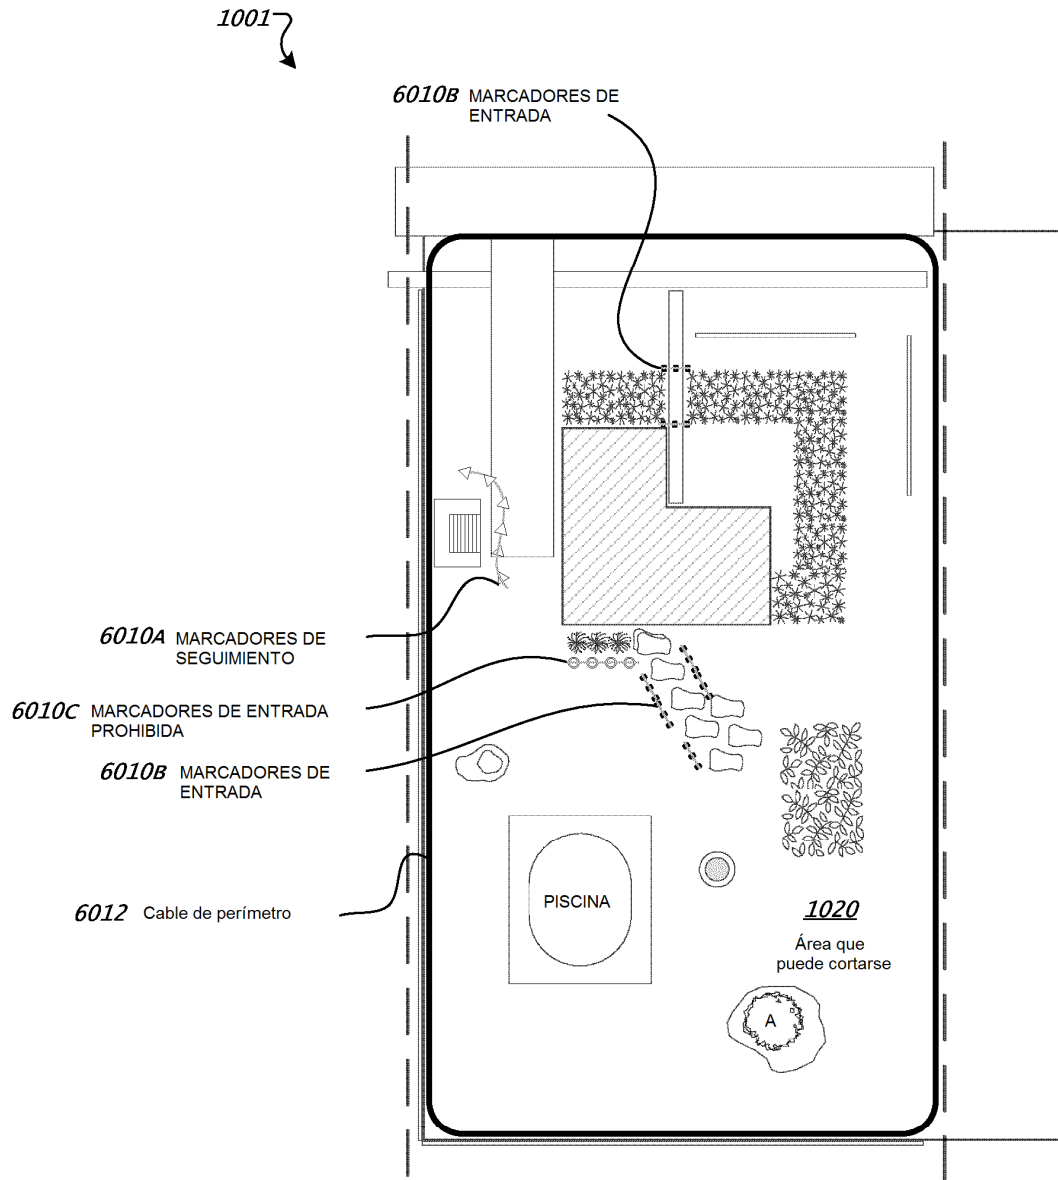 1001
6010B MARCADORES DE
ENTRADA
6010A MARCADORES DE
SEGUIMIENTO
6010C MARCADORES DE ENTRADA
PROHIBIDA
6010B MARCADORES DE
ENTRADA
PISCINA
6012 Cable de perímetro
1020
Área que
puede cortarse
A